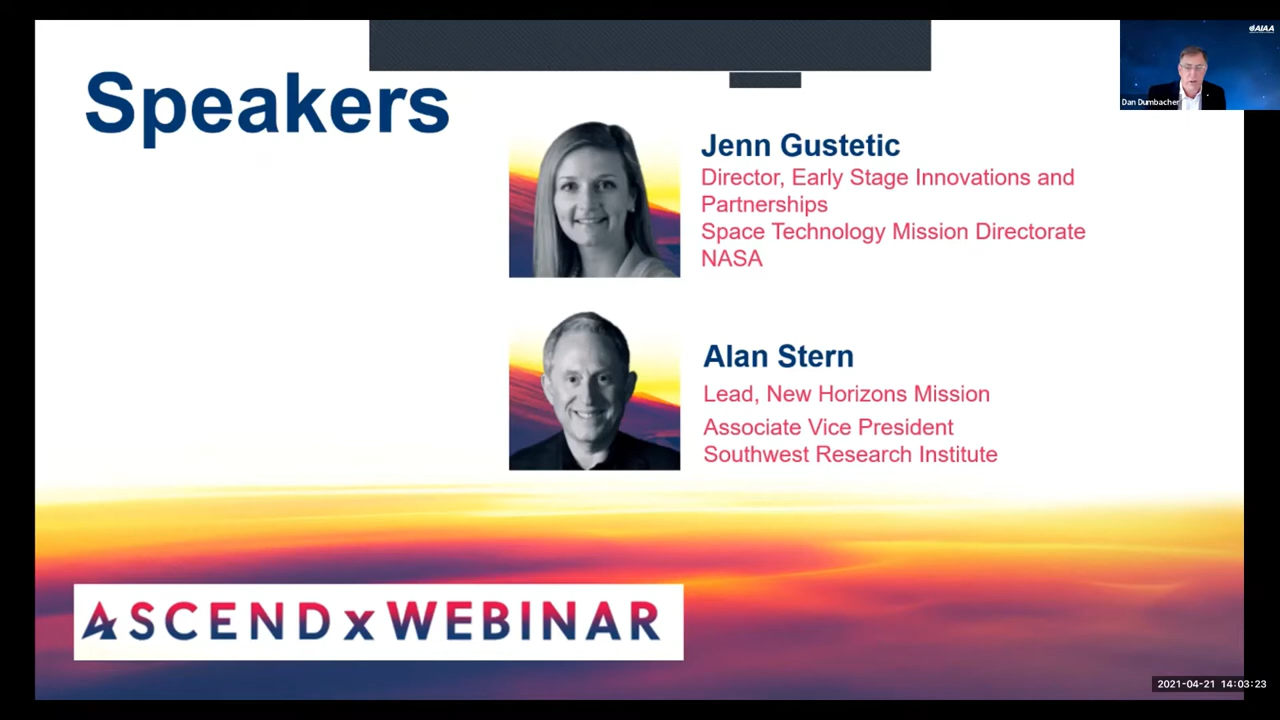 Speakers
Jenn Gustetic
Director, Early Stage Innovations and
Partnerships
Space Technology Mission Directorate
NASA
Alan Stern
Lead, New Horizons Mission
Associate Vice President
Southwest Research Institute
ASCEND x WEBINAR
AIAA
Dan Dumbacher
2021-04-21 14:03:23